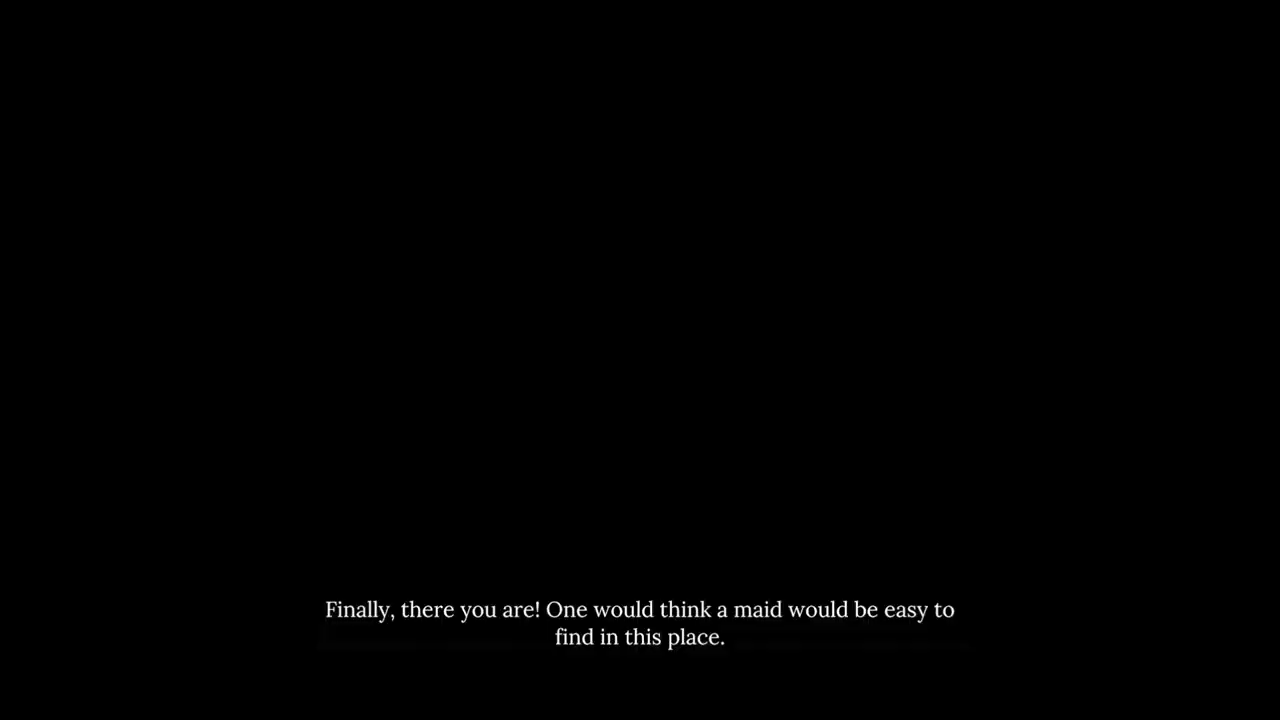 Finally, there you are! One would think a maid would be easy to
find in this place.